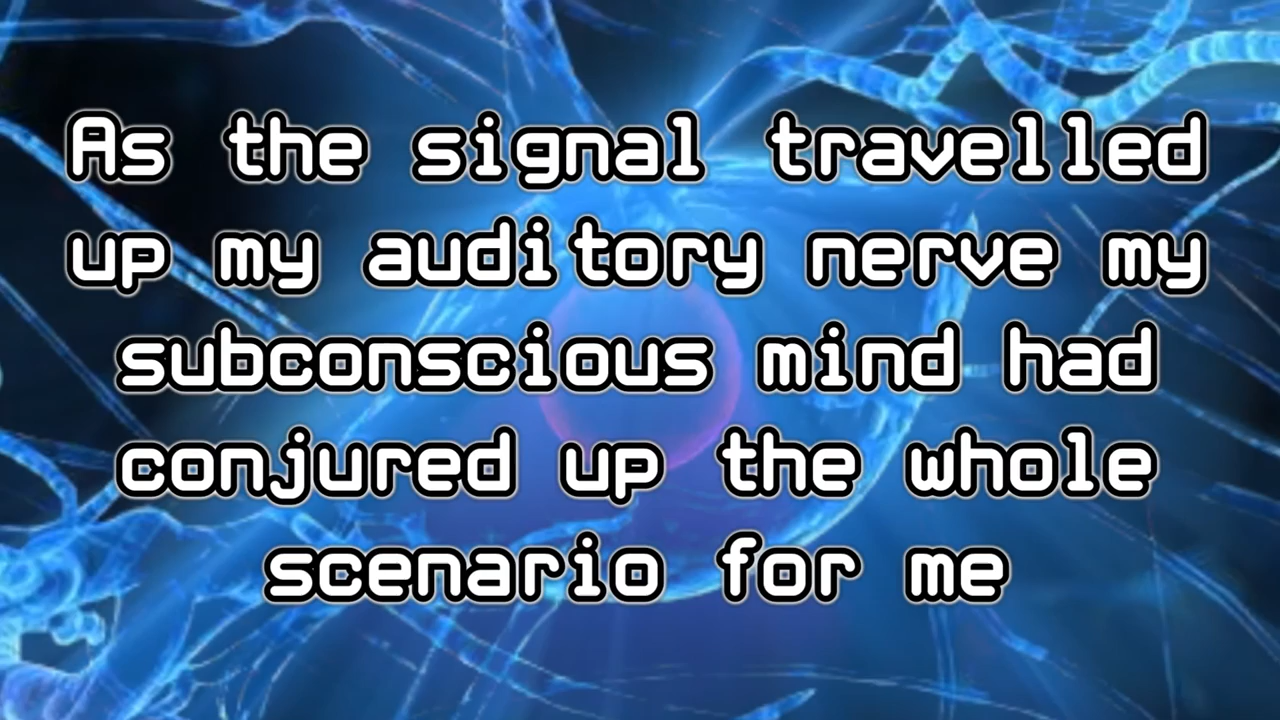 As the signal travelled
up my auditory nerve my
subconscious mind had
conjured up the whole
scenario for me